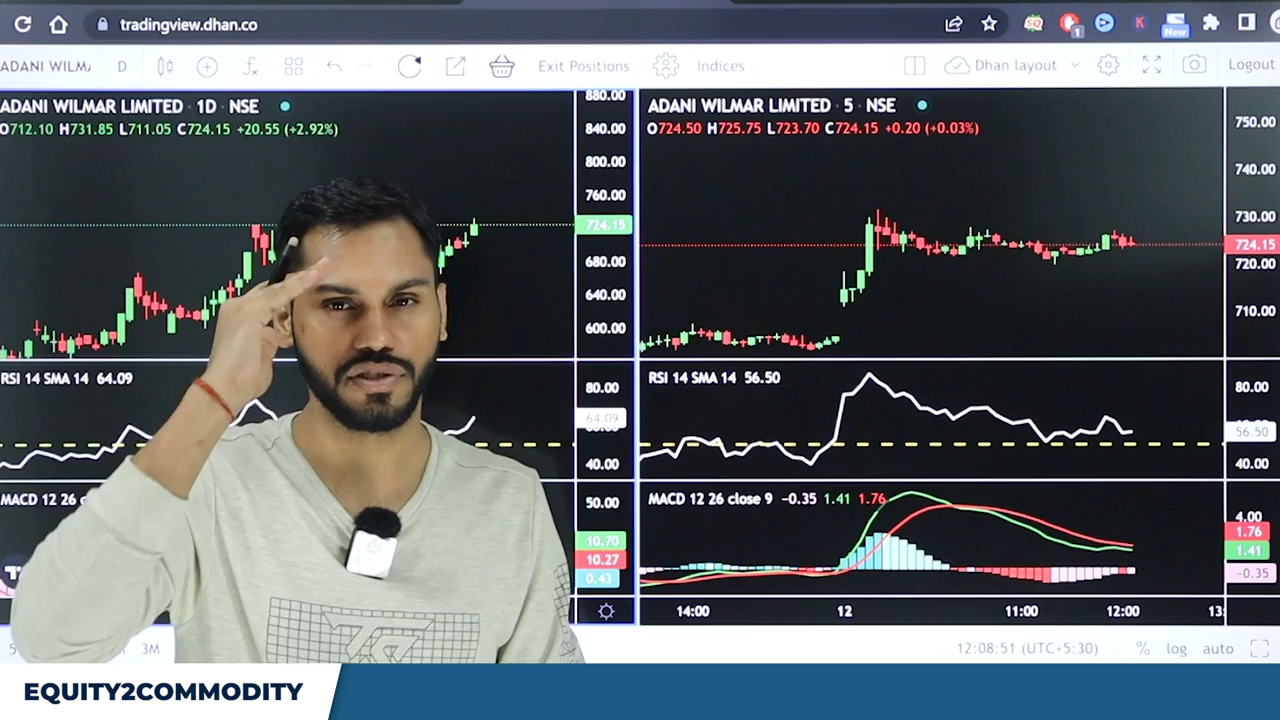 tradingview.dhan.co
K
1
New
ADANI WILM
D
Exit Positions
Indices
Dhan layout
Logout
ADANI WILMAR LIMITED · 1D · NSE
O712.10 H731.85 L711.05 C724.15 +20.55 (+2.92%)
880.00
840.00
800.00
760.00
724.15
680.00
640.00
600.00
RSI 14 SMA 14 64.09
80.00
64.09
40.00
MACD 12 26
50.00
10.70
10.27
0.43
3M
ADANI WILMAR LIMITED · 5 · NSE
O724.50 H725.75 L723.70 C724.15 +0.20 (+0.03%)
750.00
740.00
730.00
724.15
720.00
710.00
RSI 14 SMA 14 56.50
80.00
56.50
40.00
MACD 12 26 close 9 −0.35 1.41 1.76
4.00
1.76
1.41
−0.35
14:00
12
11:00
12:00
13:
12:08:51 (UTC+5:30)
%
log
auto
EQUITY2COMMODITY